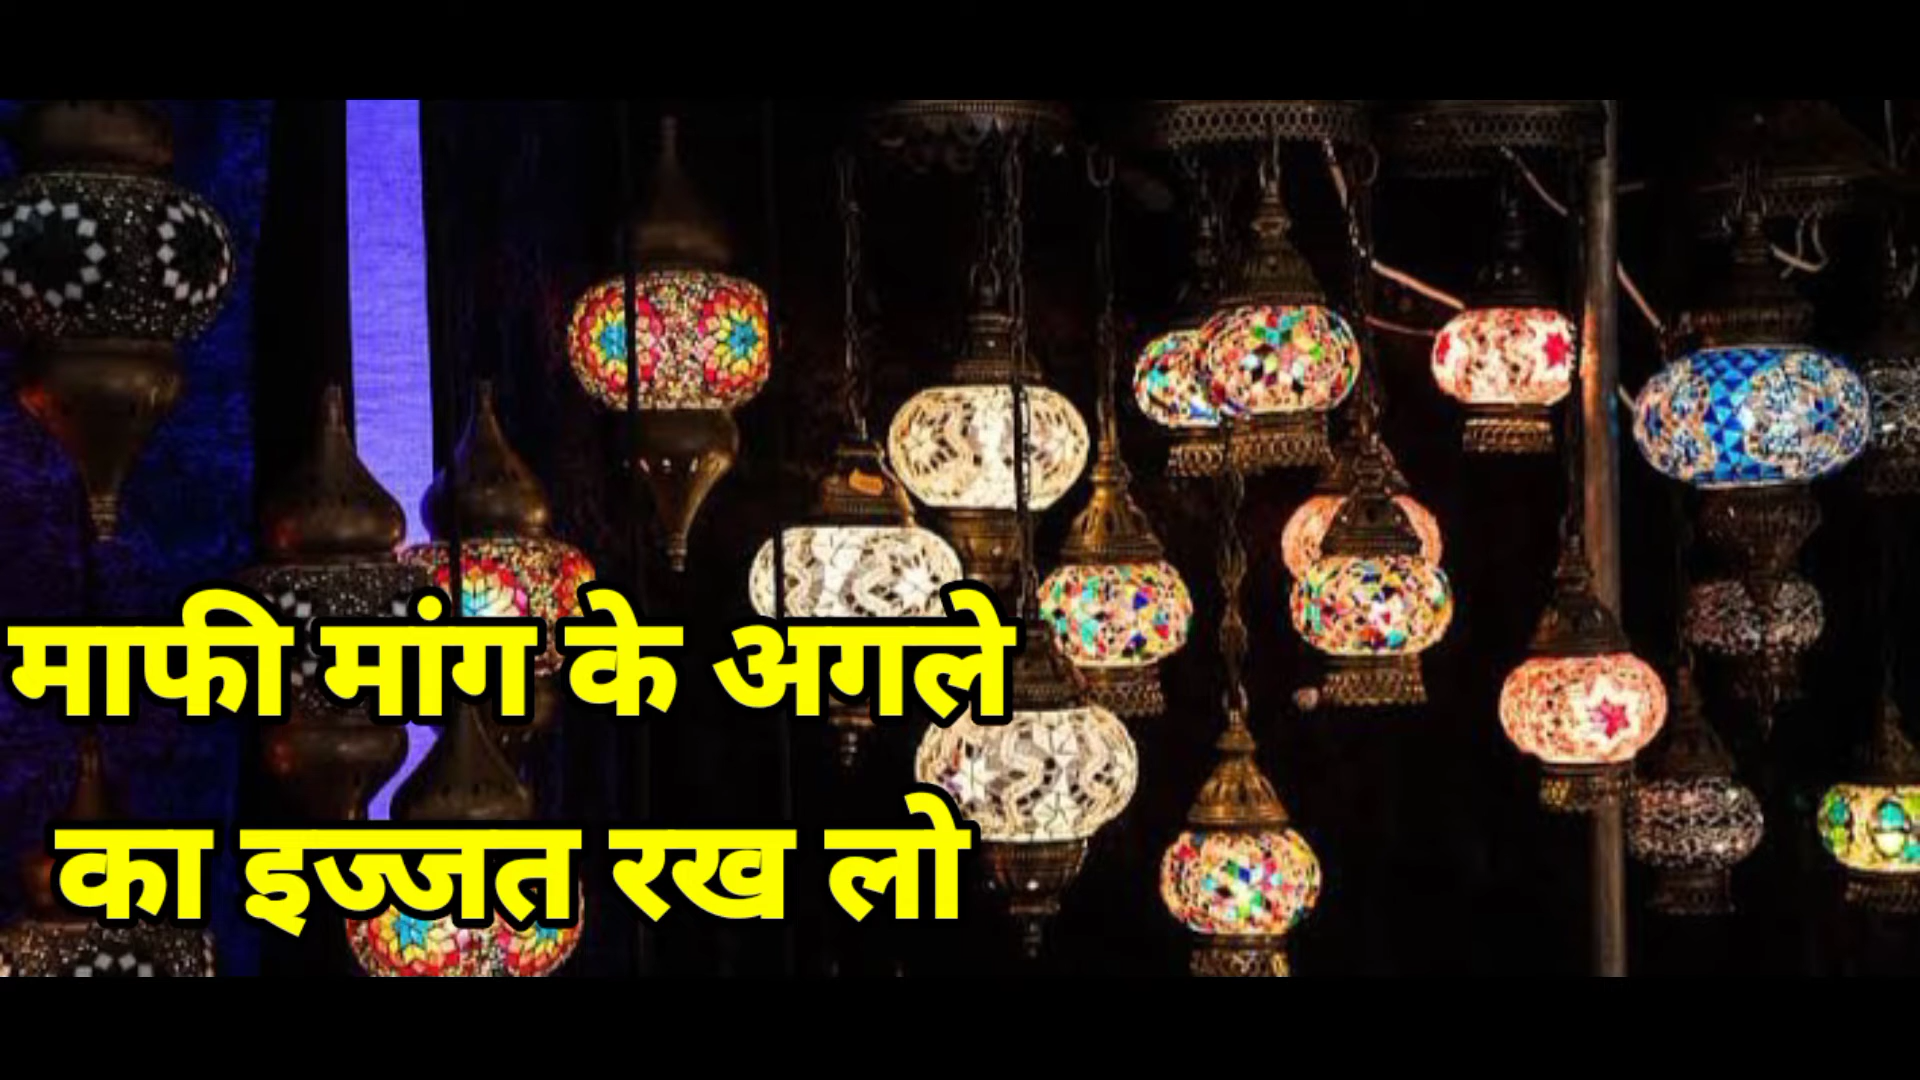 माफी मांग के अगले
का इज्जत रख लो